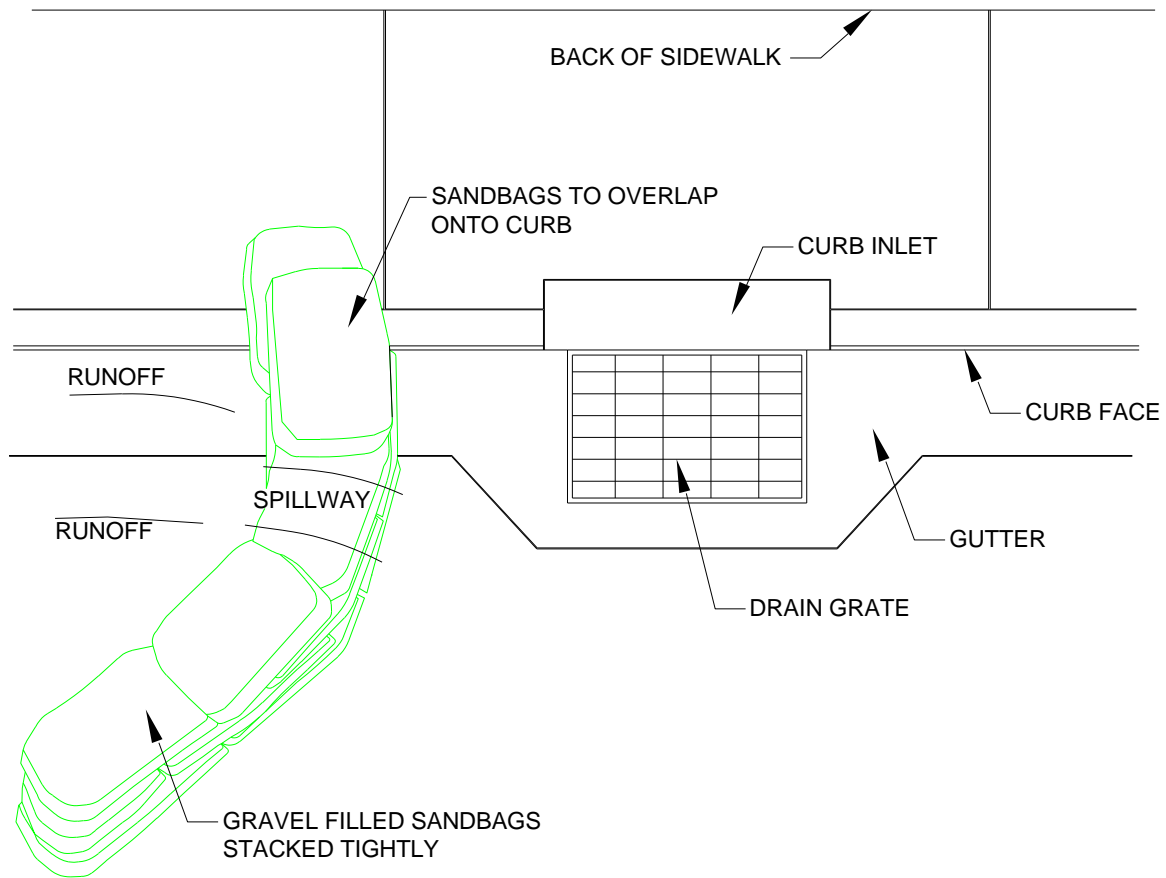 BACK OF SIDEWALK
SANDBAGS TO OVERLAP
ONTO CURB
CURB INLET
RUNOFF
CURB FACE
SPILLWAY
RUNOFF
GUTTER
DRAIN GRATE
GRAVEL FILLED SANDBAGS
STACKED TIGHTLY